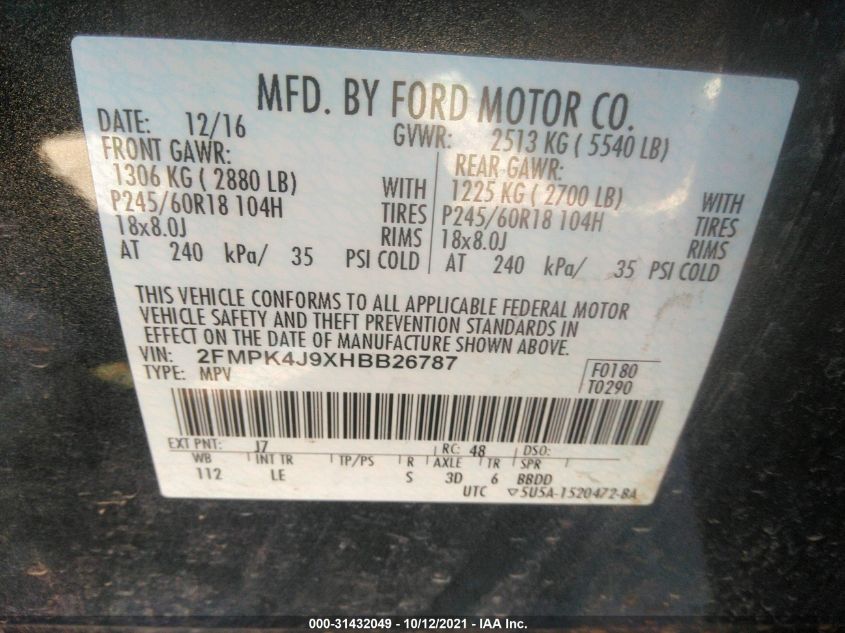 MFD. BY FORD MOTOR CO.
DATE: 12/16 GVWR: 2513 KG ( 5540 LB)
FRONT GAWR: REAR GAWR:
1306 KG ( 2880 LB) WITH 1225 KG ( 2700 LB) WITH
P245/60R18 104H TIRES P245/60R18 104H TIRES
18x8.0J RIMS 18x8.0J RIMS
AT 240 kPa/ 35 PSI COLD AT 240 kPa/ 35 PSI COLD
THIS VEHICLE CONFORMS TO ALL APPLICABLE FEDERAL MOTOR
VEHICLE SAFETY AND THEFT PREVENTION STANDARDS IN
EFFECT ON THE DATE OF MANUFACTURE SHOWN ABOVE.
VIN: 2FMPK4J9XHBB26787 F0180
TYPE: MPV T0290
EXT PNT: J7 RC: 48 DSO:
WB INT TR TP/PS R AXLE TR SPR
112 LE S 3D 6 BBDD
UTC ▽5U5A-1520472-BA
000-31432049 - 10/12/2021 - IAA Inc.